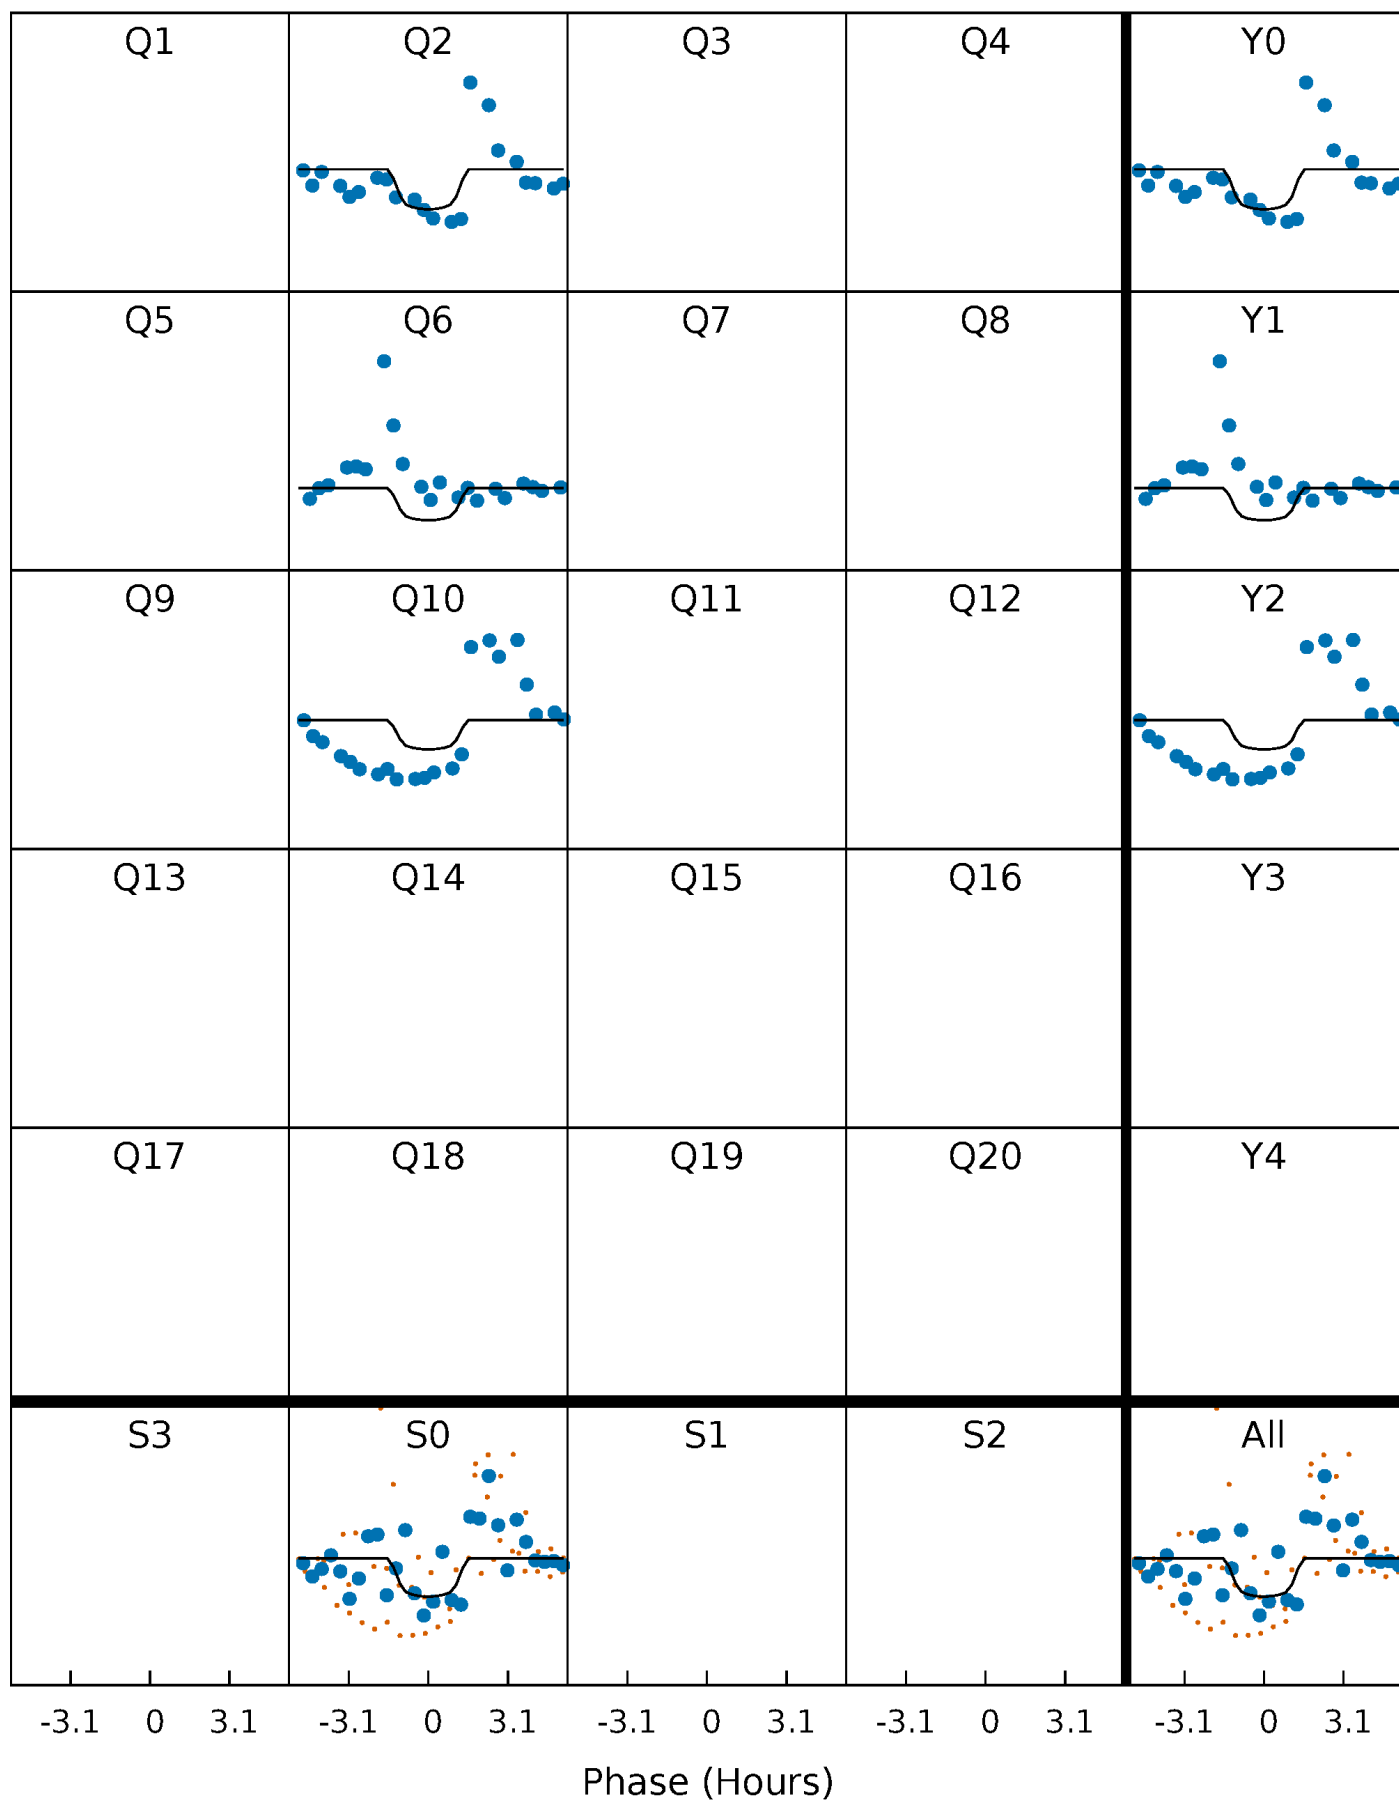 Q1 Q2 Q3 Q4 Y0
Q5 Q6 Q7 Q8 Y1
Q9 Q10 Q11 Q12 Y2
Q13 Q14 Q15 Q16 Y3
Q17 Q18 Q19 Q20 Y4
S3 S0 S1 S2 All
-3.1 0 3.1 -3.1 0 3.1 -3.1 0 3.1 -3.1 0 3.1 -3.1 0 3.1
Phase (Hours)